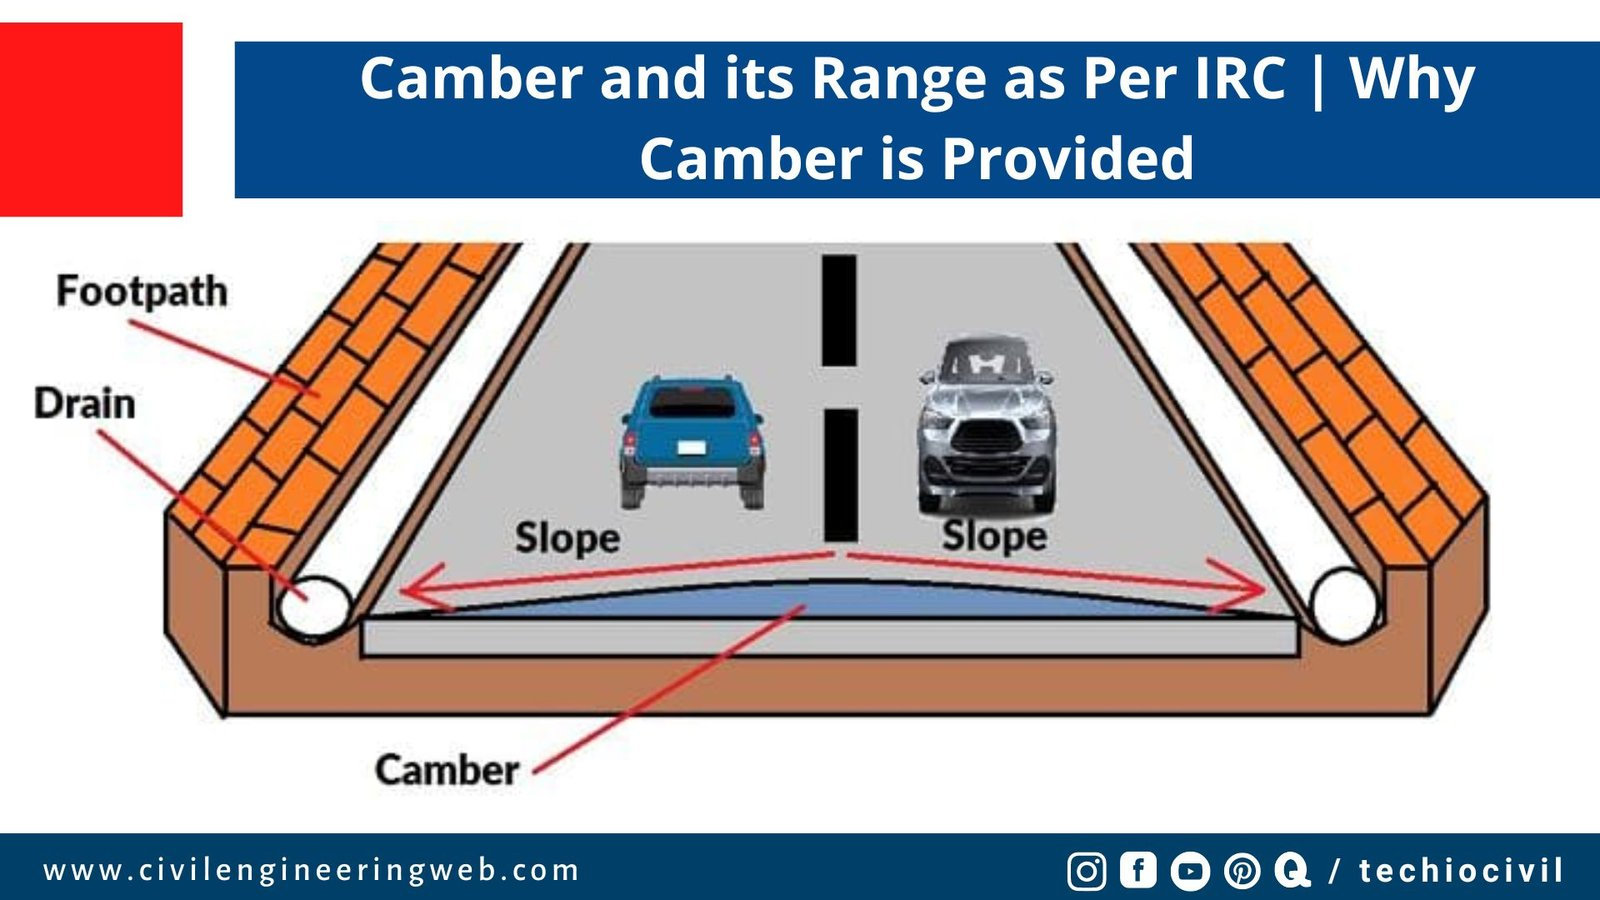 Camber and its Range as Per IRC | Why
Camber is Provided
Footpath
Drain
Slope
Slope
Camber
www.civilengineeringweb.com
/ techiocivil